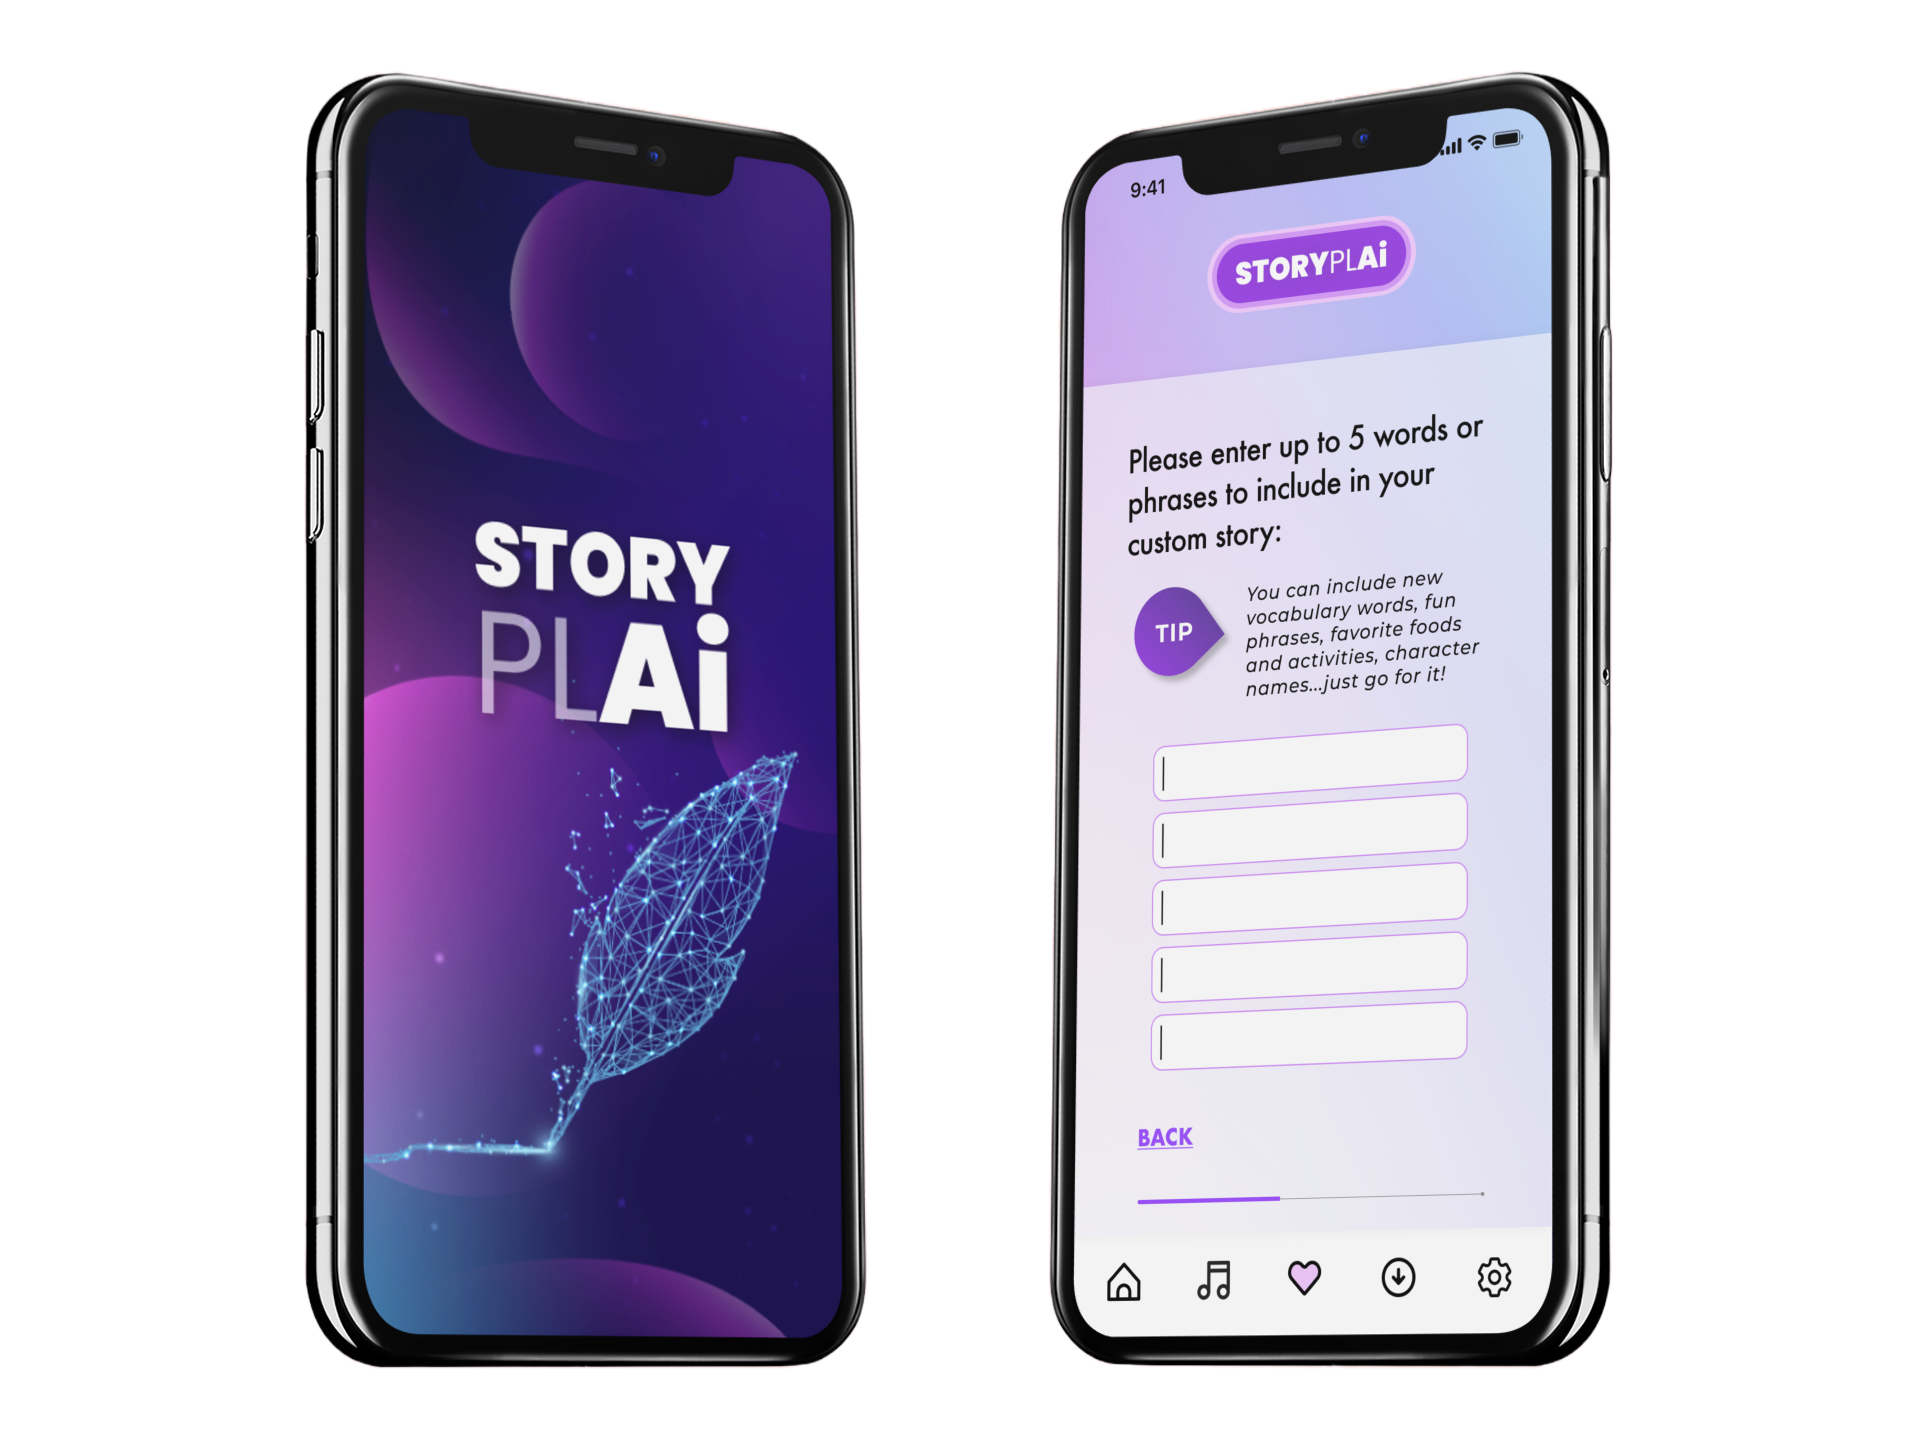 STORY
PLAi
9:41
STORYPLAi
Please enter up to 5 words or
phrases to include in your
custom story:
TIP
You can include new
vocabulary words, fun
phrases, favorite foods
and activities, character
names...just go for it!
BACK